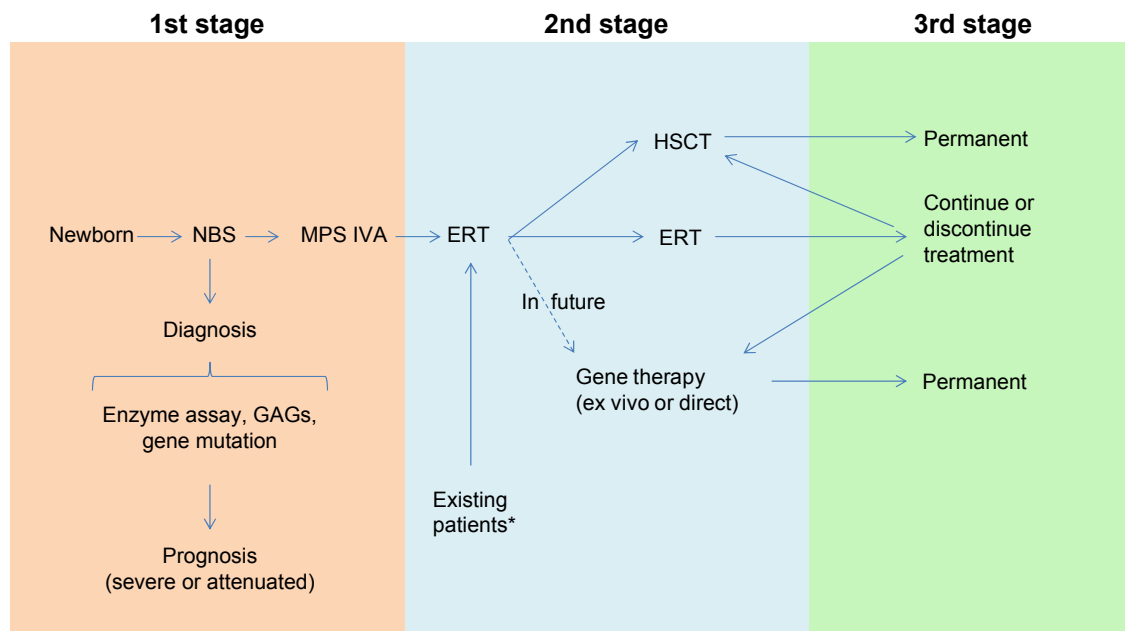 1st stage
2nd stage
3rd stage
HSCT
Permanent
Newborn
NBS
MPS IVA
ERT
ERT
Continue or
discontinue
treatment
In future
Diagnosis
Gene therapy
(ex vivo or direct)
Permanent
Enzyme assay, GAGs,
gene mutation
Existing
patients*
Prognosis
(severe or attenuated)